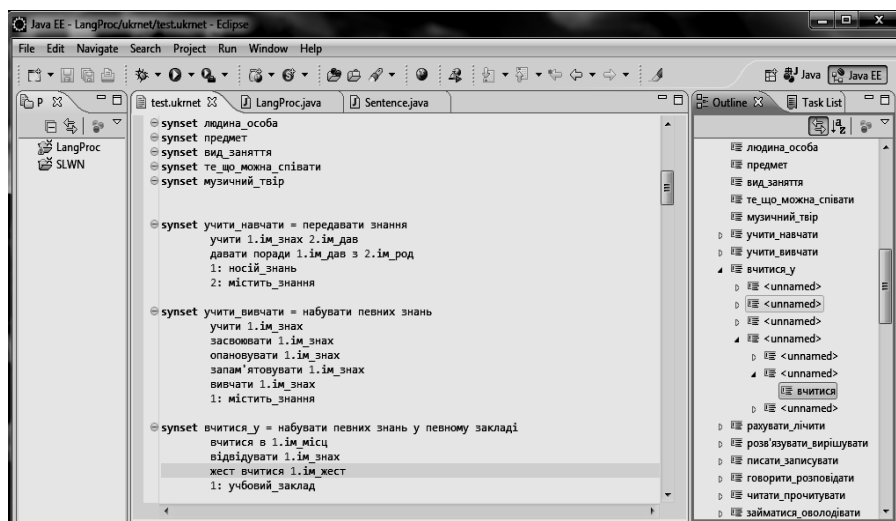 Java EE - LangProc/ukrnet/test.ukrnet - Eclipse
File Edit Navigate Search Project Run Window Help
Java Java EE
P
LangProc
SLWN
test.ukrnet LangProc.java Sentence.java
synset людина_особа
synset предмет
synset вид_заняття
synset те_що_можна_співати
synset музичний_твір
synset учити_навчати = передавати знання
учити 1.ім_знах 2.ім_дав
давати поради 1.ім_дав з 2.ім_род
1: носій_знань
2: містить_знання
synset учити_вивчати = набувати певних знань
учити 1.ім_знах
засвоювати 1.ім_знах
опановувати 1.ім_знах
запам'ятовувати 1.ім_знах
вивчати 1.ім_знах
1: містить_знання
synset вчитися_у = набувати певних знань у певному закладі
вчитися в 1.ім_місц
відвідувати 1.ім_знах
жест вчитися 1.ім_жест
1: учбовий_заклад
Outline Task List
людина_особа
предмет
вид_заняття
те_що_можна_співати
музичний_твір
учити_навчати
учити_вивчати
вчитися_у
<unnamed>
<unnamed>
<unnamed>
<unnamed>
<unnamed>
<unnamed>
вчитися
<unnamed>
рахувати_лічити
розв'язувати_вирішувати
писати_записувати
говорити_розповідати
читати_прочитувати
займатися_оволодівати